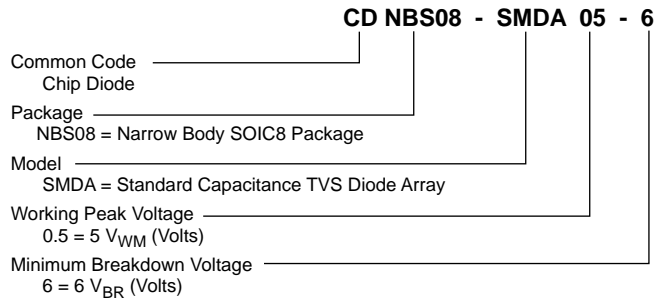 CD NBS08 - SMDA 05 - 6
Common Code
Chip Diode
Package
NBS08 = Narrow Body SOIC8 Package
Model
SMDA = Standard Capacitance TVS Diode Array
Working Peak Voltage
0.5 = 5 VWM (Volts)
Minimum Breakdown Voltage
6 = 6 VBR (Volts)